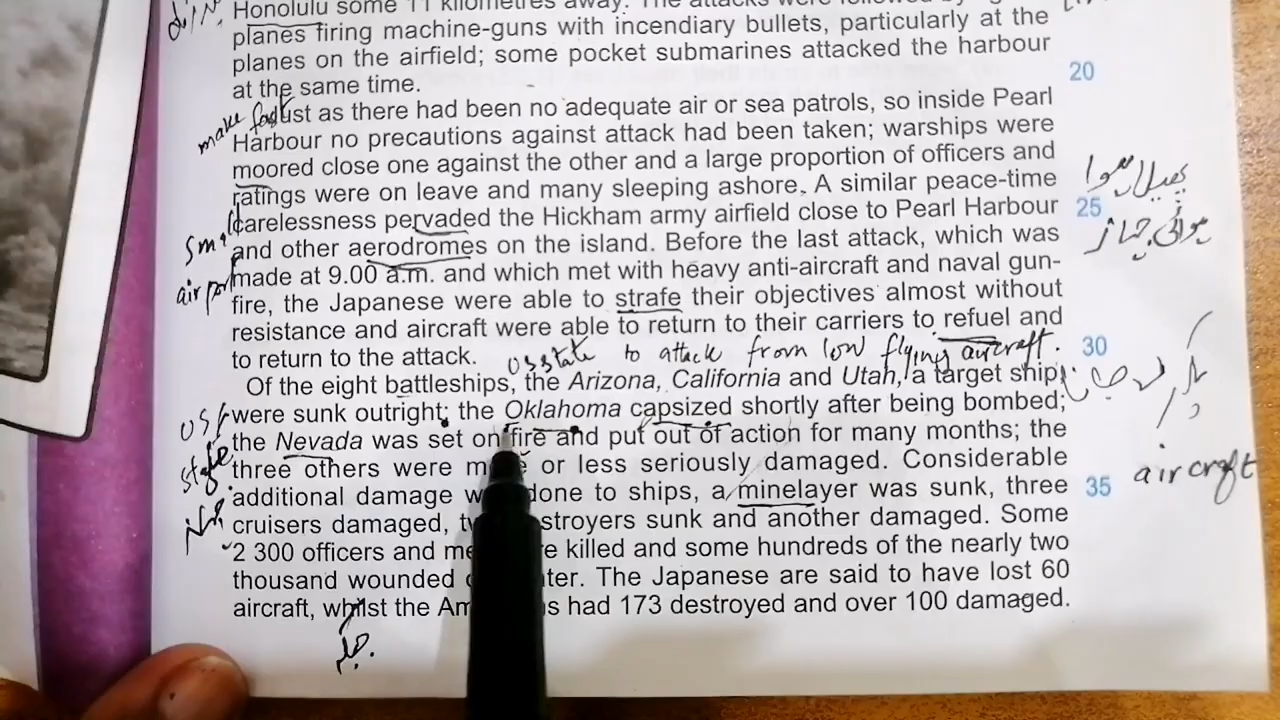 Honolulu some 11 kilometres away. The attacks were followed by
planes firing machine-guns with incendiary bullets, particularly at the
planes on the airfield; some pocket submarines attacked the harbour
at the same time.
20
make fast
Just as there had been no adequate air or sea patrols, so inside Pearl
Harbour no precautions against attack had been taken; warships were
moored close one against the other and a large proportion of officers and
ratings were on leave and many sleeping ashore. A similar peace-time
پھیلا ہوا
carelessness pervaded the Hickham army airfield close to Pearl Harbour
25
small
and other aerodromes on the island. Before the last attack, which was
ہوائی جہاز
air port
made at 9.00 a.m. and which met with heavy anti-aircraft and naval gun-
fire, the Japanese were able to strafe their objectives almost without
resistance and aircraft were able to return to their carriers to refuel and
to return to the attack.
to attack from low flying aircraft.
30
Of the eight battleships, the Arizona, California and Utah, a target ship,
were sunk outright; the Oklahoma capsized shortly after being bombed;
the Nevada was set on fire and put out of action for many months; the
three others were or less seriously damaged. Considerable
aircraft
additional damage done to ships, a minelayer was sunk, three
35
cruisers damaged, sunk and another damaged. Some
2 300 officers and killed and some hundreds of the nearly two
thousand wounded The Japanese are said to have lost 60
aircraft, whilst the had 173 destroyed and over 100 damaged.